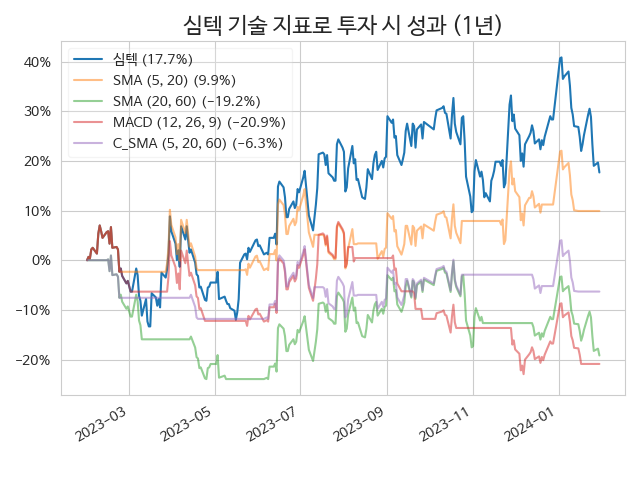 심텍 기술 지표로 투자 시 성과 (1년)
심텍 (17.7%)
SMA (5, 20) (9.9%)
SMA (20, 60) (−19.2%)
MACD (12, 26, 9) (−20.9%)
C_SMA (5, 20, 60) (−6.3%)
40%
30%
20%
10%
0%
−10%
−20%
2023−03
2023−05
2023−07
2023−09
2023−11
2024−01